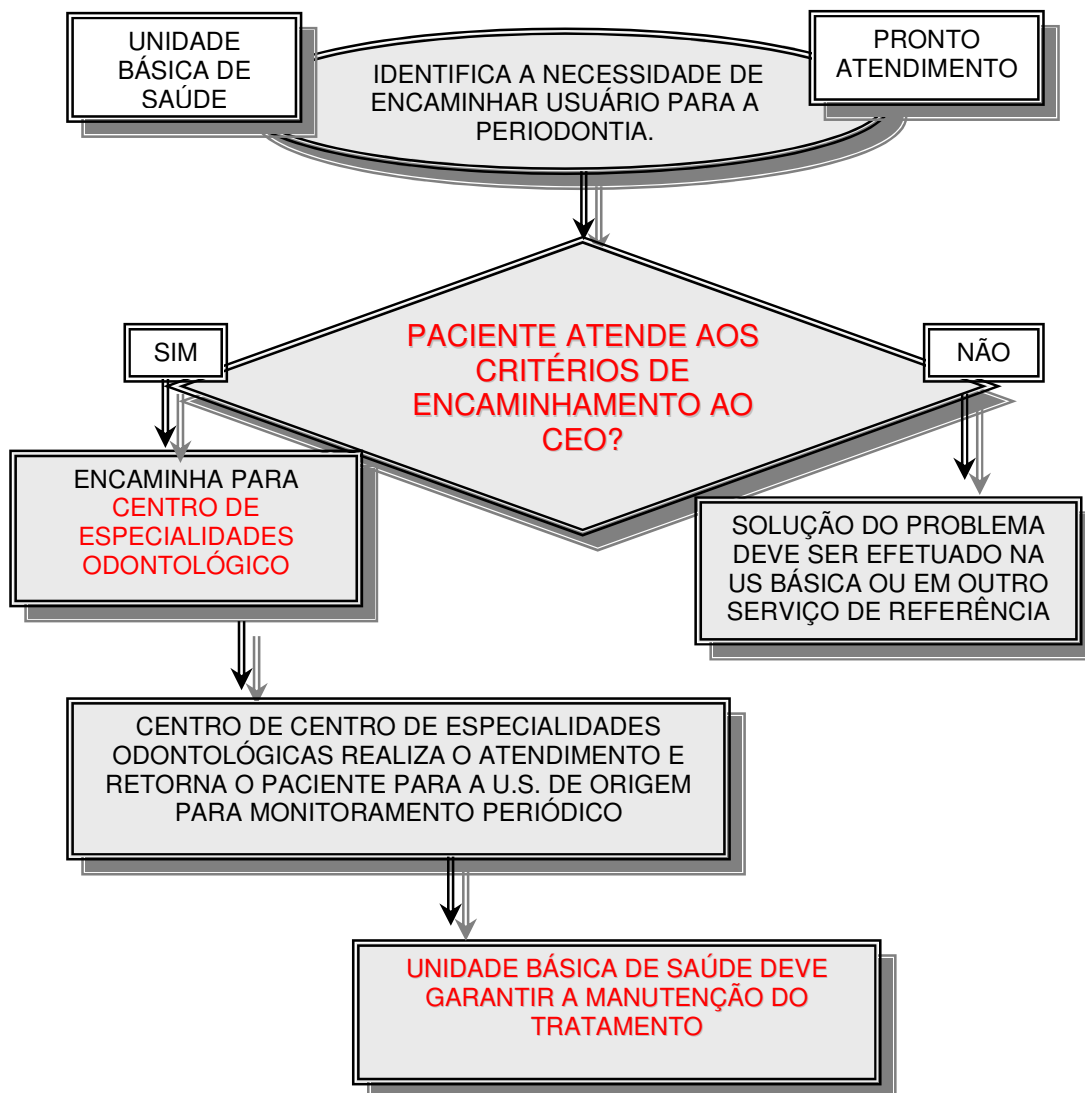 UNIDADE
BÁSICA DE
SAÚDE
IDENTIFICA A NECESSIDADE DE
ENCAMINHAR USUÁRIO PARA A
PERIODONTIA.
PRONTO
ATENDIMENTO
PACIENTE ATENDE AOS
CRITÉRIOS DE
ENCAMINHAMENTO AO
CEO?
SIM
NÃO
ENCAMINHA PARA
CENTRO DE
ESPECIALIDADES
ODONTOLÓGICO
SOLUÇÃO DO PROBLEMA
DEVE SER EFETUADO NA
US BÁSICA OU EM OUTRO
SERVIÇO DE REFERÊNCIA
CENTRO DE CENTRO DE ESPECIALIDADES
ODONTOLÓGICAS REALIZA O ATENDIMENTO E
RETORNA O PACIENTE PARA A U.S. DE ORIGEM
PARA MONITORAMENTO PERIÓDICO
UNIDADE BÁSICA DE SAÚDE DEVE
GARANTIR A MANUTENÇÃO DO
TRATAMENTO